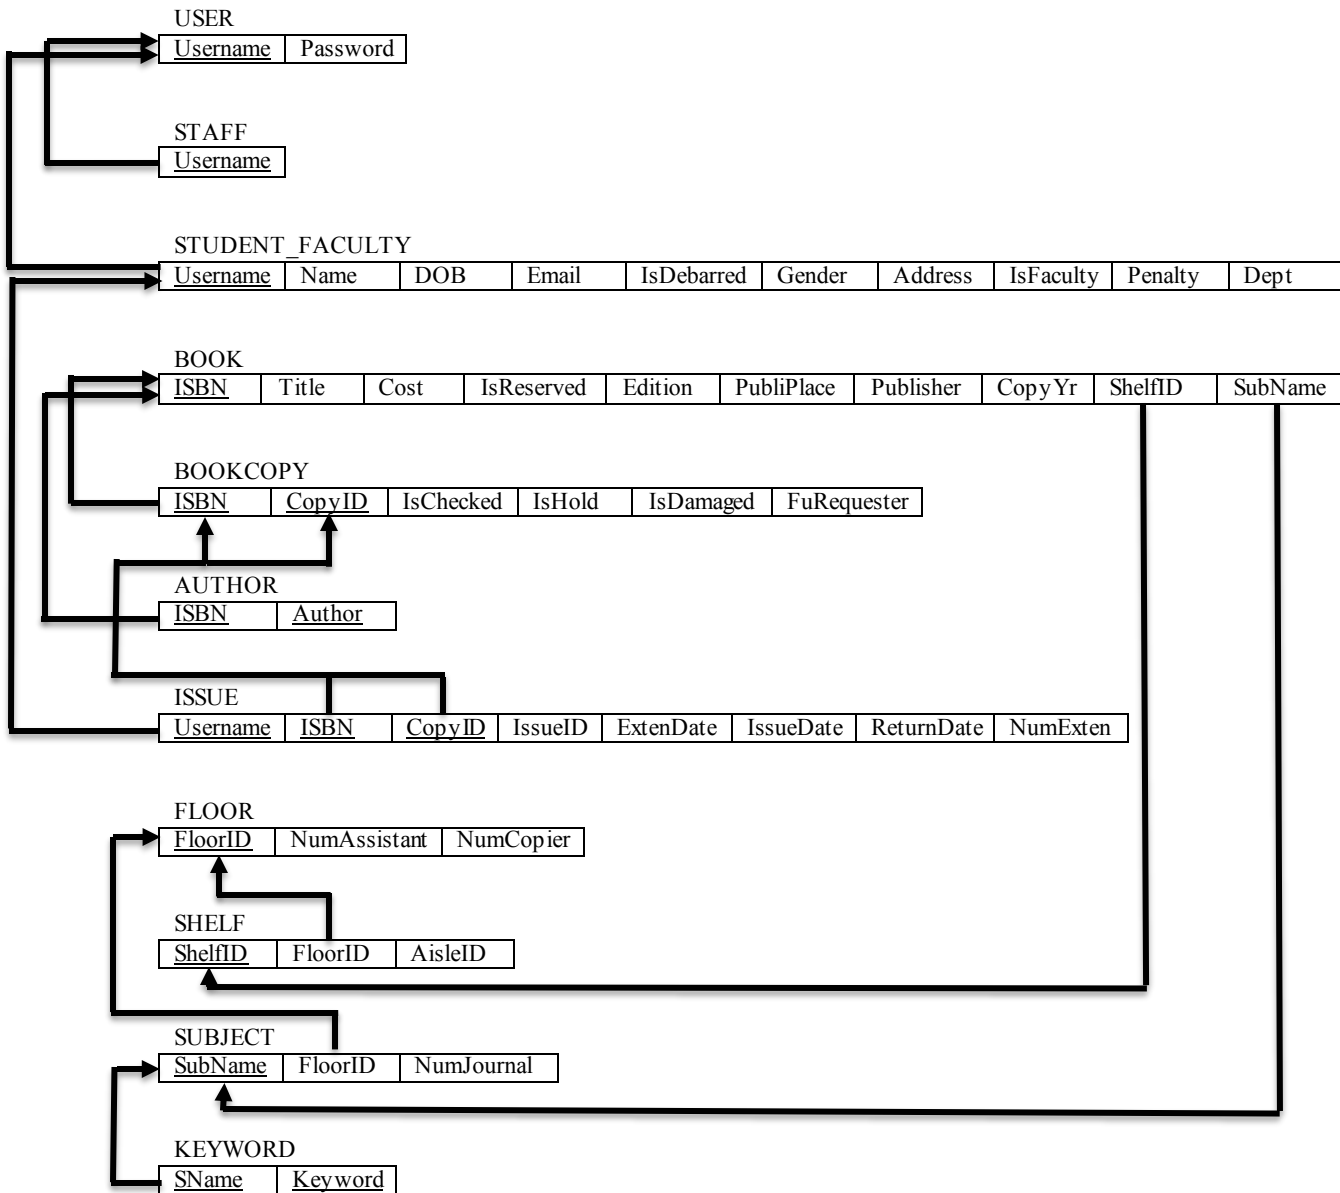 USER
Username Password
STAFF
Username
STUDENT_FACULTY
Username Name DOB Email IsDebarred Gender Address IsFaculty Penalty Dept
BOOK
ISBN Title Cost IsReserved Edition PubliPlace Publisher CopyYr ShelfID SubName
BOOKCOPY
ISBN CopyID IsChecked IsHold IsDamaged FuRequester
AUTHOR
ISBN Author
ISSUE
Username ISBN CopyID IssueID ExtenDate IssueDate ReturnDate NumExten
FLOOR
FloorID NumAssistant NumCopier
SHELF
ShelfID FloorID AisleID
SUBJECT
SubName FloorID NumJournal
KEYWORD
SName Keyword